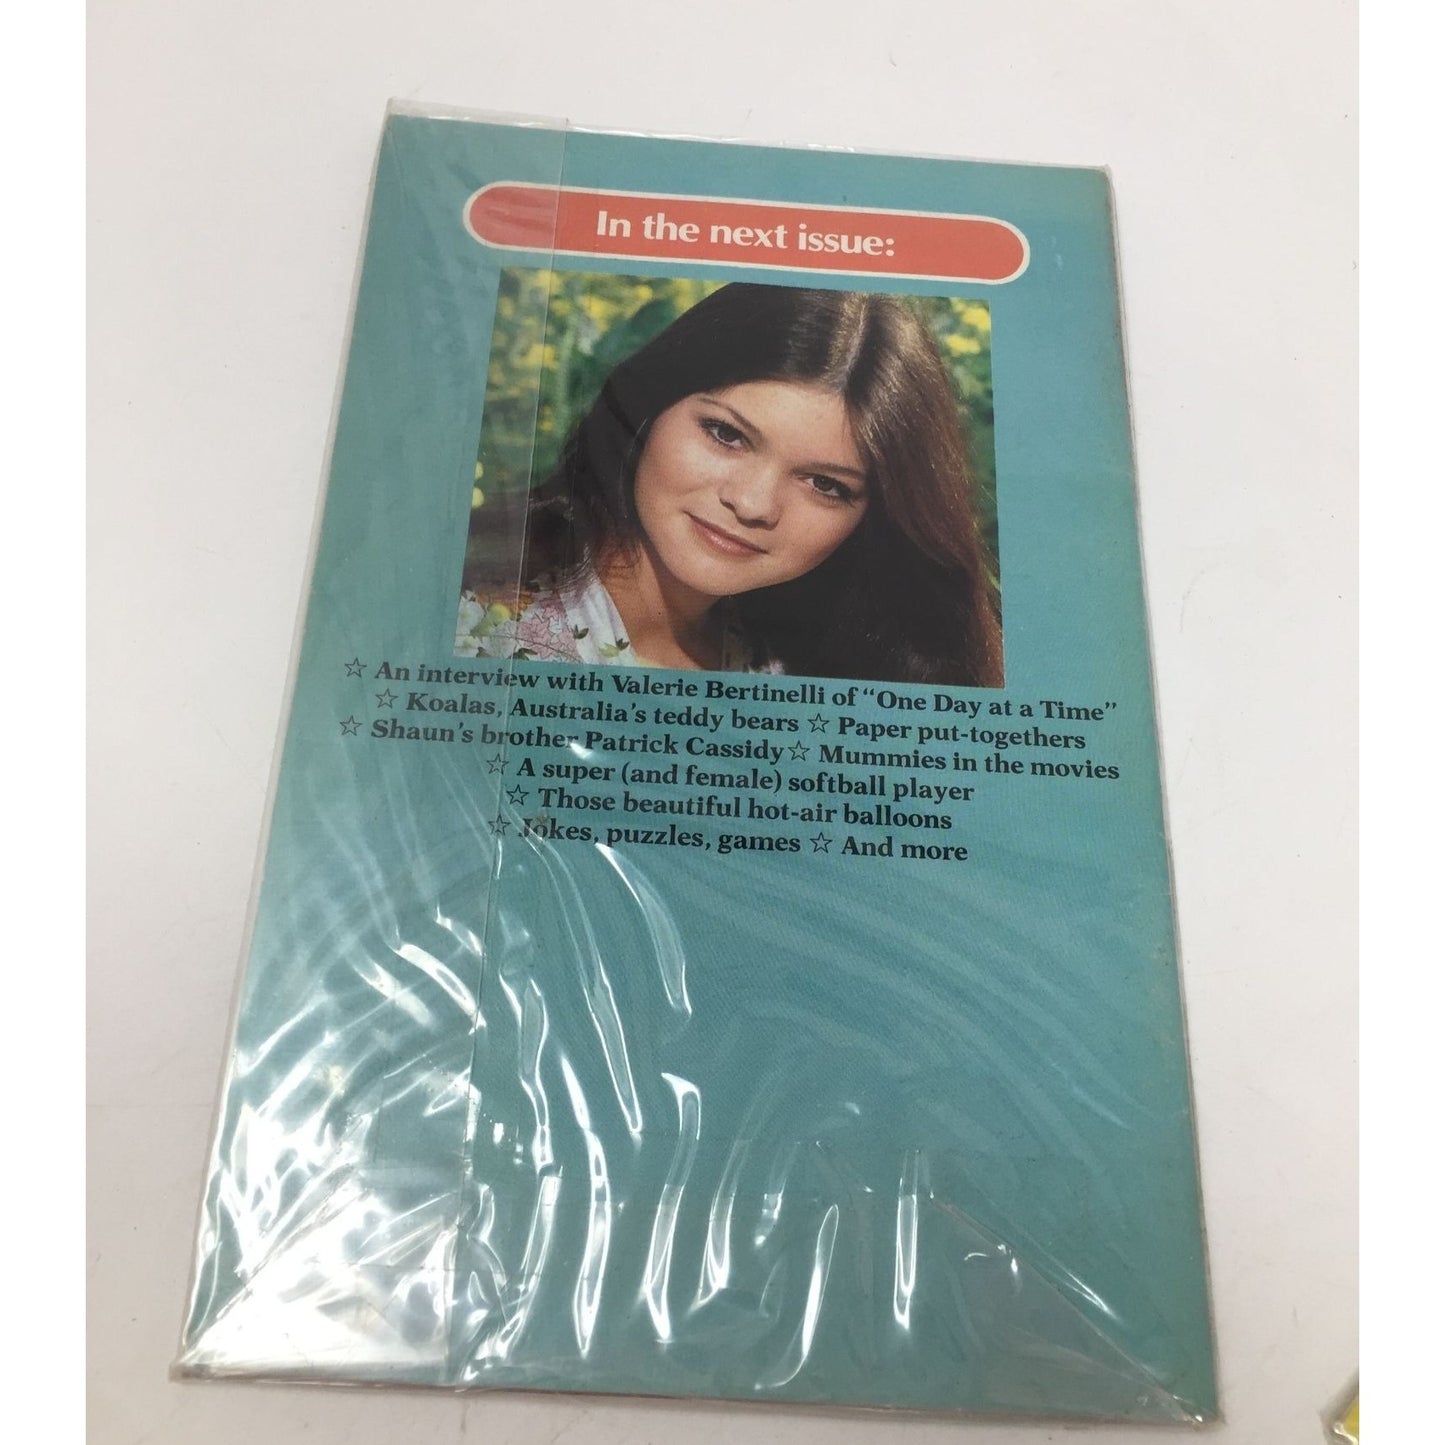 In the next issue:
☆ An interview with Valerie Bertinelli of "One Day at a Time"
☆ Koalas, Australia's teddy bears ☆ Paper put-togethers
☆ Shaun's brother Patrick Cassidy ☆ Mummies in the movies
☆ A super (and female) softball player
☆ Those beautiful hot-air balloons
☆ Jokes, puzzles, games ☆ And more